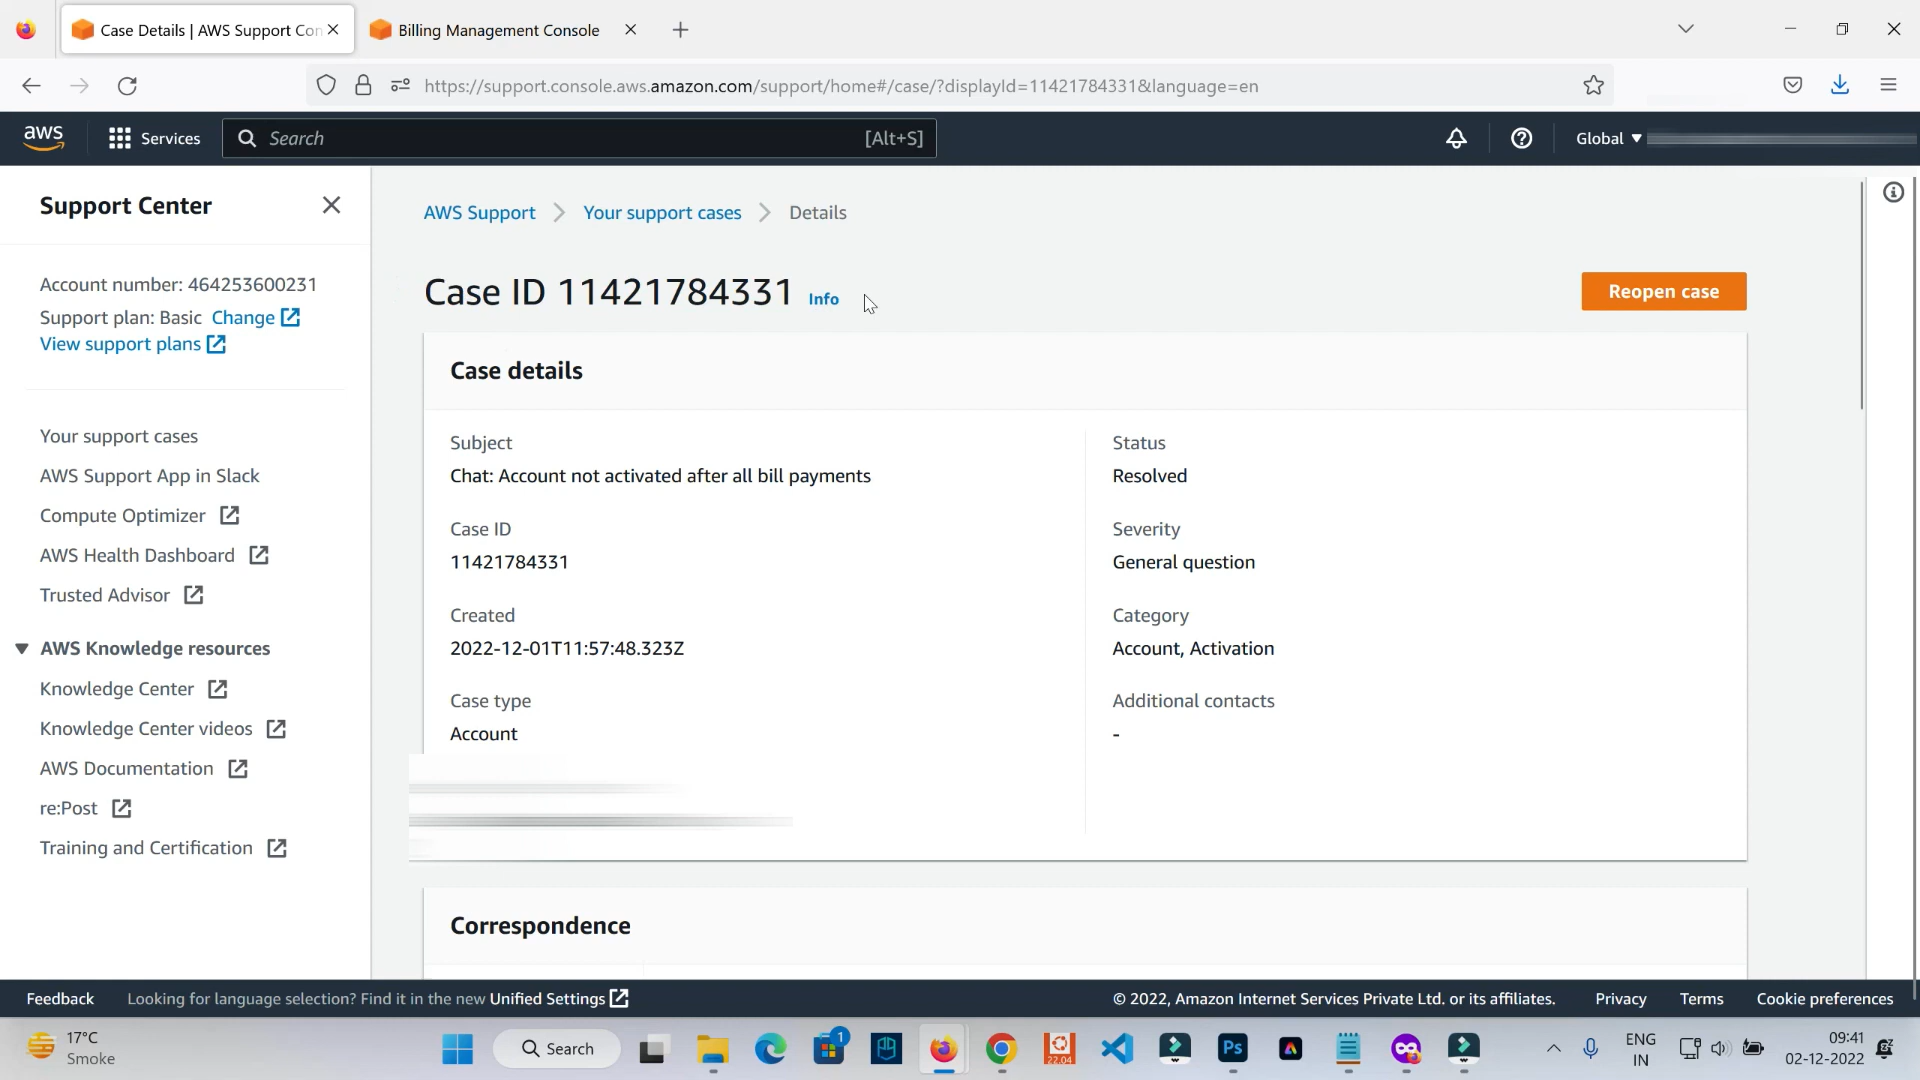 Case Details | AWS Support Con
Billing Management Console
https://support.console.aws.amazon.com/support/home#/case/?displayId=11421784331&language=en
aws
Services
Search
[Alt+S]
Global
Support Center
AWS Support
Your support cases
Details
Account number: 464253600231
Support plan: Basic Change
View support plans
Case ID 11421784331 Info
Reopen case
Your support cases
AWS Support App in Slack
Compute Optimizer
AWS Health Dashboard
Trusted Advisor
AWS Knowledge resources
Knowledge Center
Knowledge Center videos
AWS Documentation
re:Post
Training and Certification
Case details
Subject
Chat: Account not activated after all bill payments
Case ID
11421784331
Created
2022-12-01T11:57:48.323Z
Case type
Account
Status
Resolved
Severity
General question
Category
Account, Activation
Additional contacts
-
Correspondence
Feedback
Looking for language selection? Find it in the new Unified Settings
© 2022, Amazon Internet Services Private Ltd. or its affiliates.
Privacy
Terms
Cookie preferences
17°C
Smoke
Search
1
22.04
Ps
ENG
IN
09:41
02-12-2022